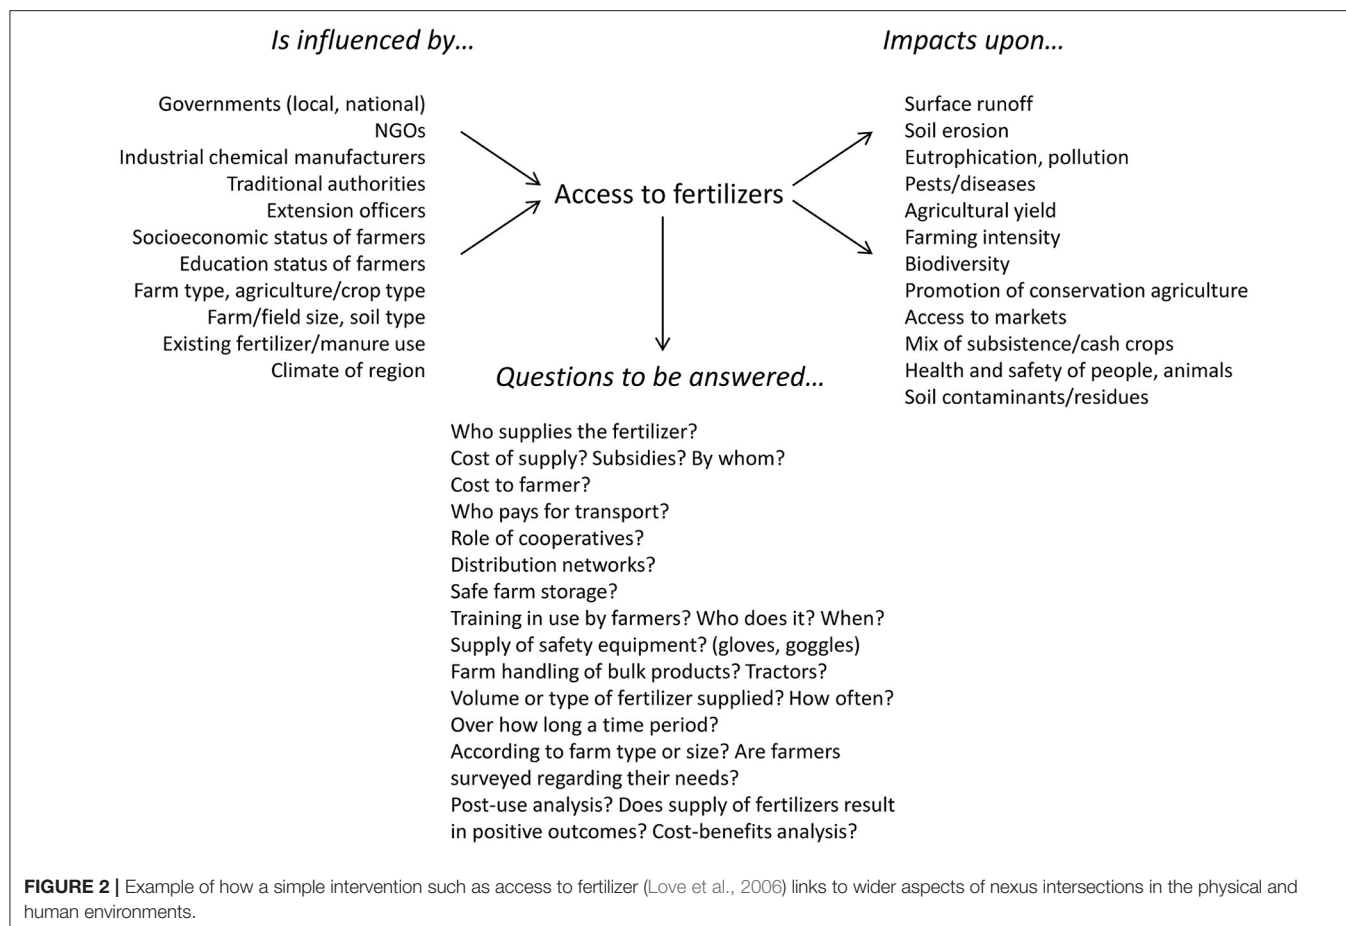 Is influenced by...
Governments (local, national)
NGOs
Industrial chemical manufacturers
Traditional authorities
Extension officers
Socioeconomic status of farmers
Education status of farmers
Farm type, agriculture/crop type
Farm/field size, soil type
Existing fertilizer/manure use
Climate of region
Access to fertilizers
Impacts upon...
Surface runoff
Soil erosion
Eutrophication, pollution
Pests/diseases
Agricultural yield
Farming intensity
Biodiversity
Promotion of conservation agriculture
Access to markets
Mix of subsistence/cash crops
Health and safety of people, animals
Soil contaminants/residues
Questions to be answered...
Who supplies the fertilizer?
Cost of supply? Subsidies? By whom?
Cost to farmer?
Who pays for transport?
Role of cooperatives?
Distribution networks?
Safe farm storage?
Training in use by farmers? Who does it? When?
Supply of safety equipment? (gloves, goggles)
Farm handling of bulk products? Tractors?
Volume or type of fertilizer supplied? How often?
Over how long a time period?
According to farm type or size? Are farmers
surveyed regarding their needs?
Post-use analysis? Does supply of fertilizers result
in positive outcomes? Cost-benefits analysis?
FIGURE 2 | Example of how a simple intervention such as access to fertilizer (Love et al., 2006) links to wider aspects of nexus intersections in the physical and
human environments.